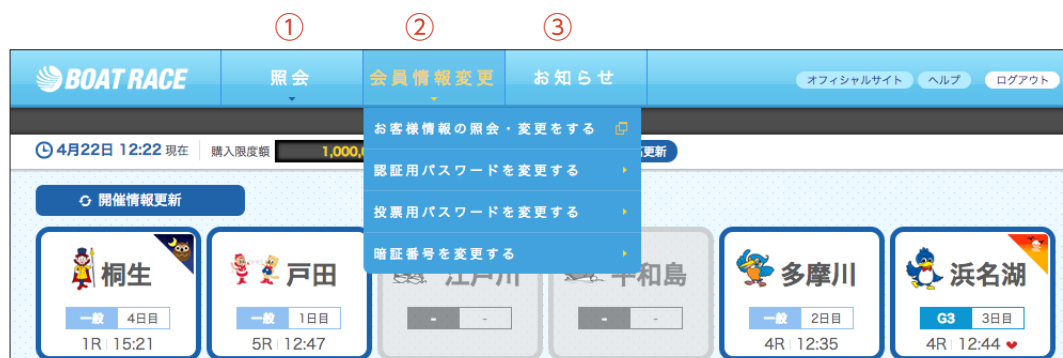 ① ② ③
BOAT RACE 照会 会員情報変更 お知らせ オフィシャルサイト ヘルプ ログアウト
お客様情報の照会・変更をする
4月22日 12:22 現在 購入限度額 1,000, 更新
認証用パスワードを変更する
開催情報更新
投票用パスワードを変更する
暗証番号を変更する
桐生 戸田 江戸川 平和島 多摩川 浜名湖
一般 4日目 一般 1日目 - - - - 一般 2日目 G3 3日目
1R 15:21 5R 12:47 4R 12:35 4R 12:44